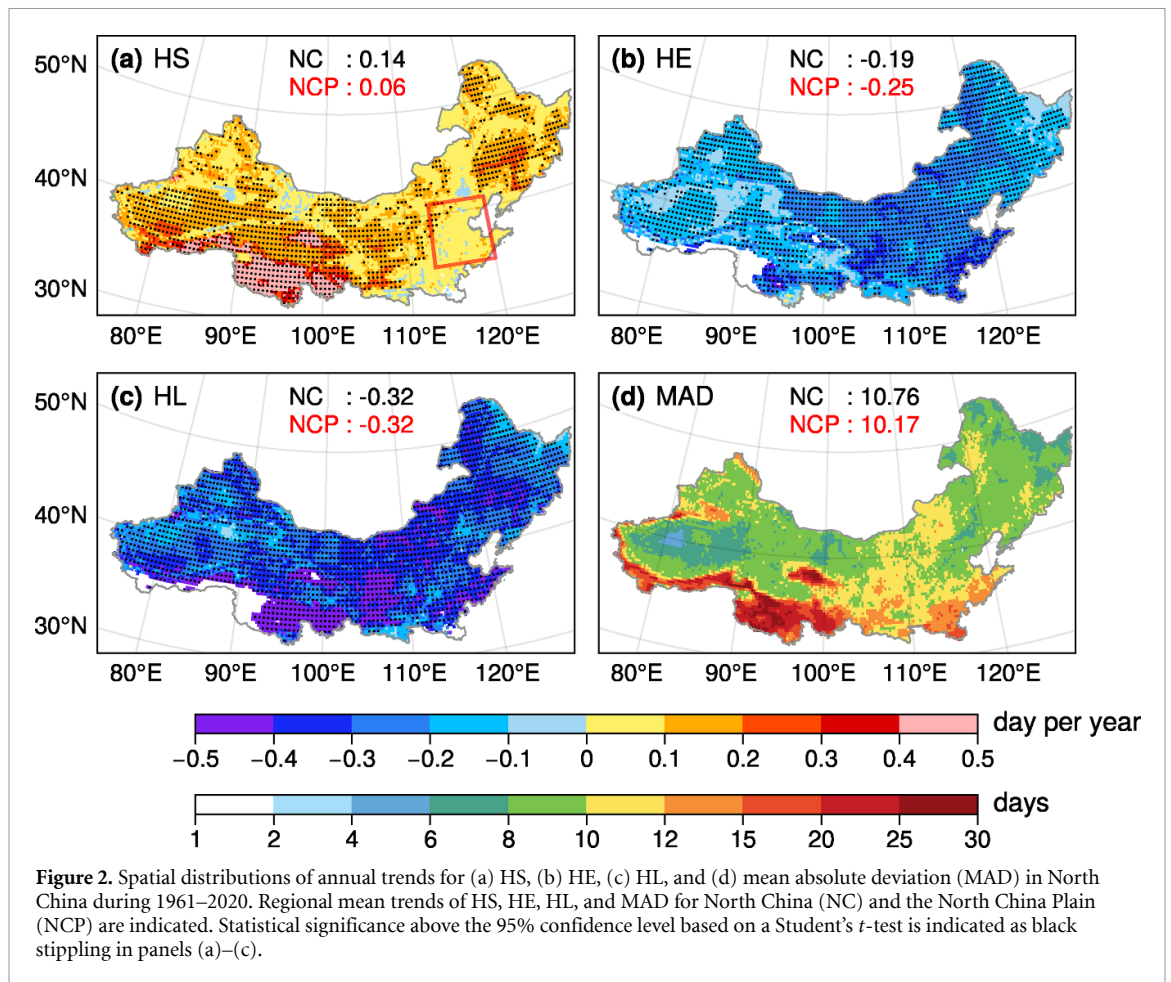 (a) HS NC : 0.14
NCP : 0.06
(b) HE NC : -0.19
NCP : -0.25
50°N
40°N
30°N
80°E 90°E 100°E 110°E 120°E
80°E 90°E 100°E 110°E 120°E
(c) HL NC : -0.32
NCP : -0.32
(d) MAD NC : 10.76
NCP : 10.17
50°N
40°N
30°N
80°E 90°E 100°E 110°E 120°E
80°E 90°E 100°E 110°E 120°E
day per year
−0.5 −0.4 −0.3 −0.2 −0.1 0 0.1 0.2 0.3 0.4 0.5
days
1 2 4 6 8 10 12 15 20 25 30
Figure 2. Spatial distributions of annual trends for (a) HS, (b) HE, (c) HL, and (d) mean absolute deviation (MAD) in North
China during 1961–2020. Regional mean trends of HS, HE, HL, and MAD for North China (NC) and the North China Plain
(NCP) are indicated. Statistical significance above the 95% confidence level based on a Student's t-test is indicated as black
stippling in panels (a)–(c).